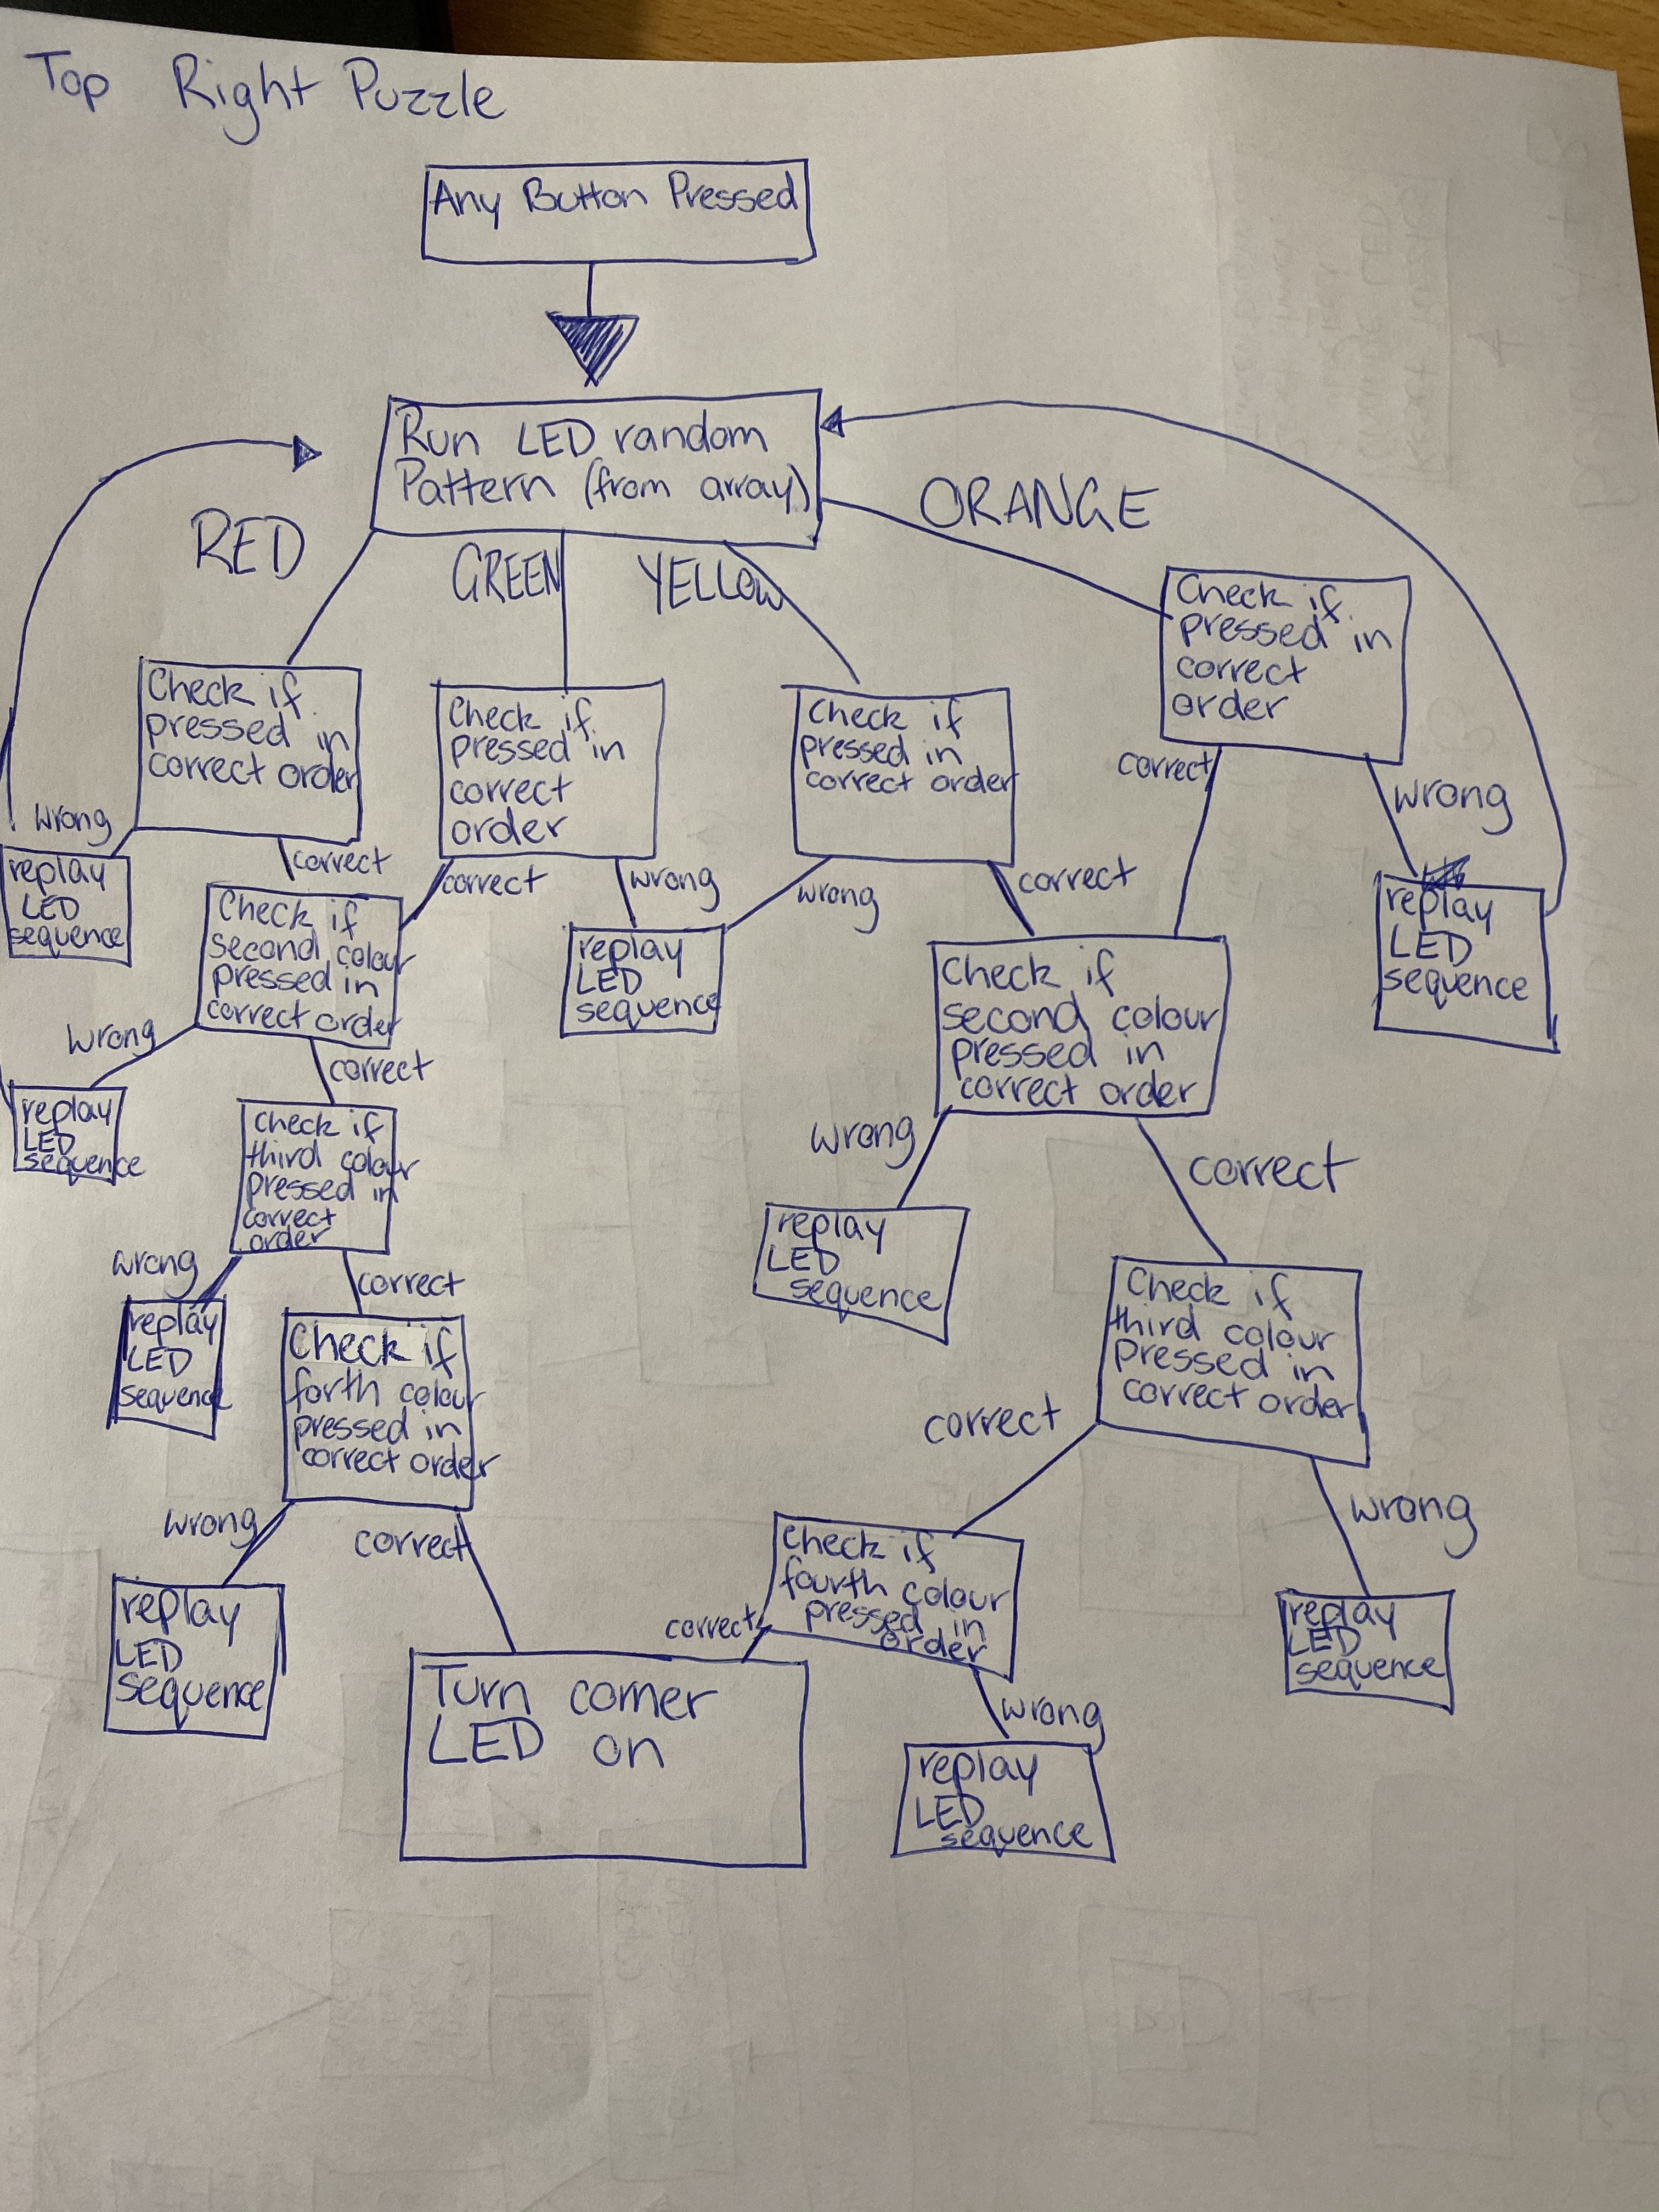 Top Right Puzzle
Any Button Pressed
Run LED random
Pattern (from array)
RED
GREEN
YELLOW
ORANGE
Check if
pressed in
correct order
wrong
correct
Check if
pressed in
correct
order
correct
wrong
Check if
pressed in
correct order
wrong
correct
Check if
pressed in
correct
order
correct
wrong
replay
LED
sequence
Check if
second colour
pressed in
correct order
wrong
correct
replay
LED
sequence
Check if
second colour
pressed in
correct order
wrong
correct
replay
LED
sequence
replay
LED
sequence
Check if
third colour
pressed in
correct
order
wrong
correct
replay
LED
sequence
Check if
third colour
pressed in
correct order
correct
wrong
replay
LED
sequence
Check if
forth colour
pressed in
correct order
wrong
correct
Check if
fourth colour
pressed in
order
correct
wrong
replay
LED
sequence
replay
LED
sequence
Turn corner
LED on
replay
LED
sequence